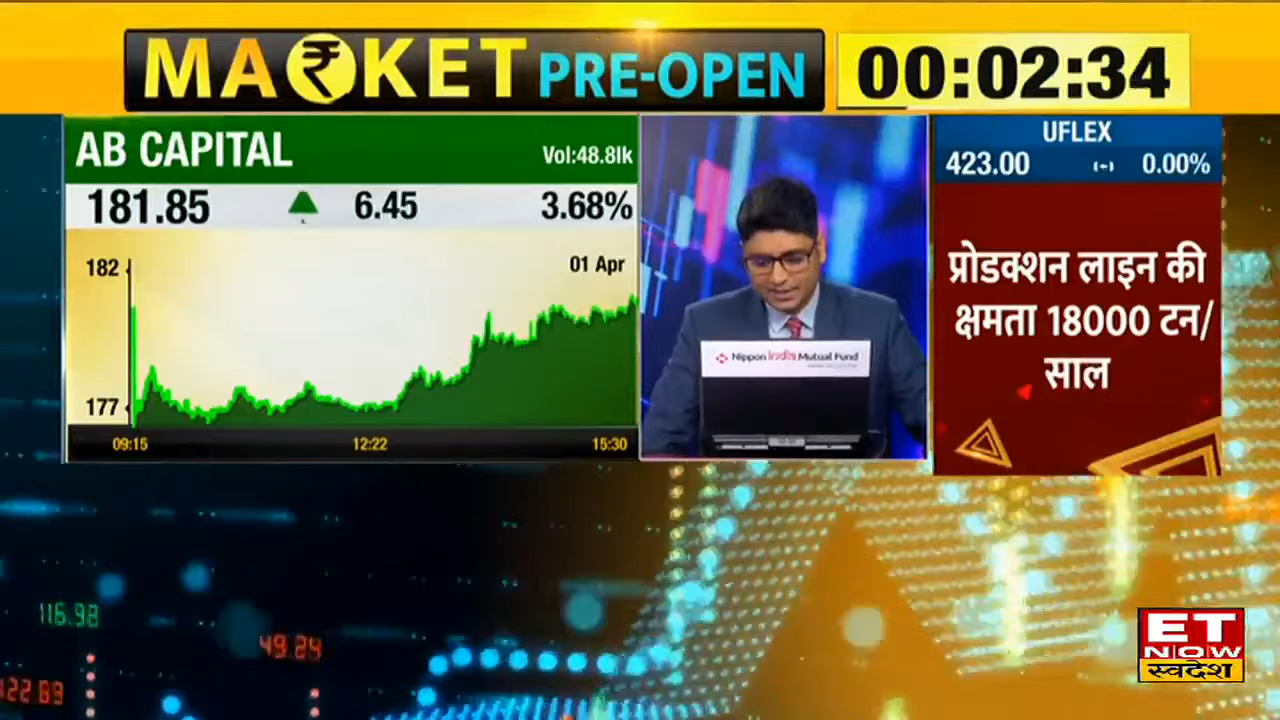 MA₹KET PRE-OPEN
00:02:34
AB CAPITAL
Vol:48.8lk
181.85 6.45 3.68%
182
01 Apr
177
09:15 12:22 15:30
Nippon india Mutual Fund
UFLEX
423.00 (-) 0.00%
प्रोडक्शन लाइन की
क्षमता 18000 टन/
साल
116.98
49.24
122.69
ET
NOW
स्वदेश